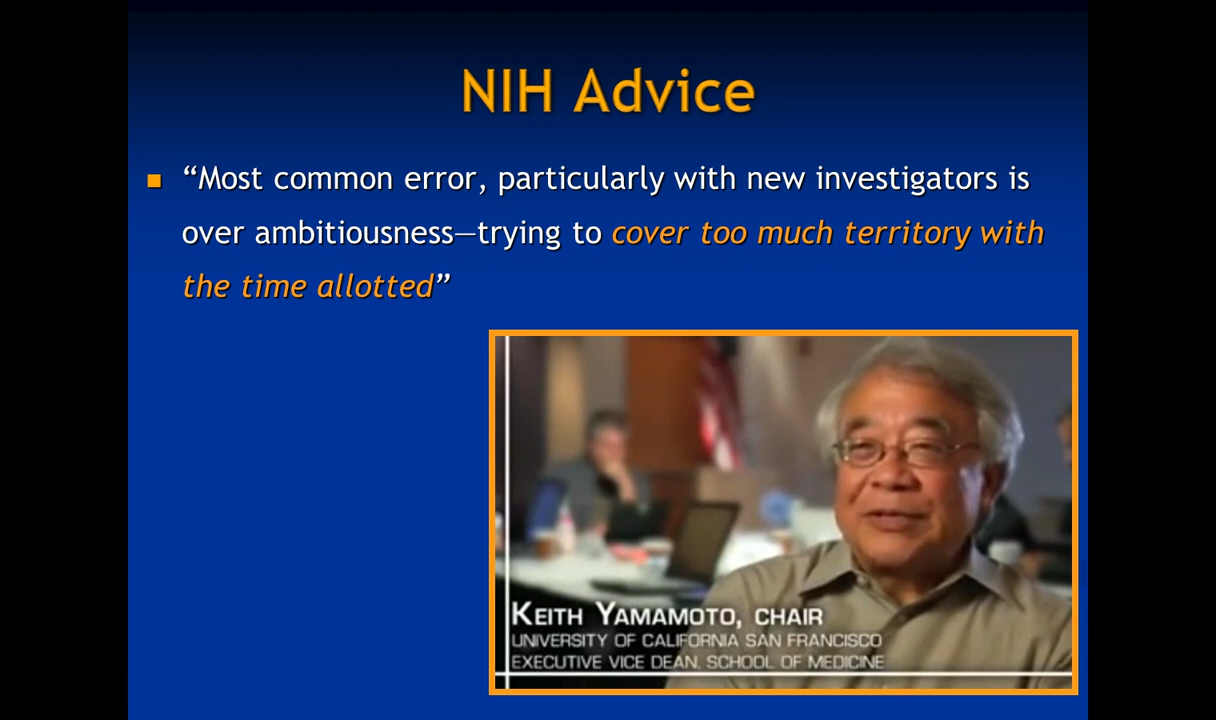 NIH Advice
“Most common error, particularly with new investigators is
over ambitiousness—trying to cover too much territory with
the time allotted”
KEITH YAMAMOTO, CHAIR
UNIVERSITY OF CALIFORNIA SAN FRANCISCO
EXECUTIVE VICE DEAN, SCHOOL OF MEDICINE